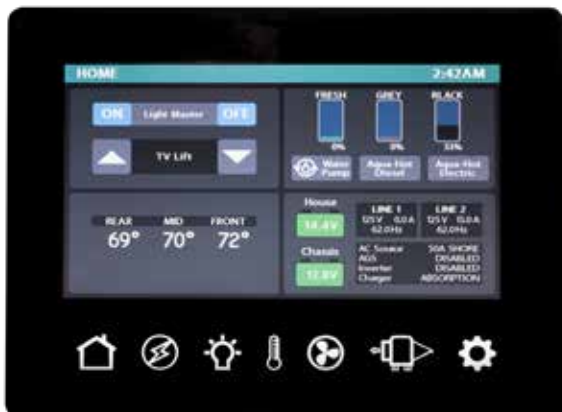 HOME
2:42AM
ON Light Master OFF
TV Lift
REAR MID FRONT
69° 70° 72°
FRESH GREY BLACK
0% 0% 33%
Water Pump
Aqua-Hot Diesel
Aqua-Hot Electric
House
14.4V
Chassis
12.8V
LINE 1
125V 0.0A
62.0Hz
LINE 2
125V
62.0Hz
AC Source 50A SHORE
AGS DISABLED
Inverter DISABLED
Charger ABSORPTION